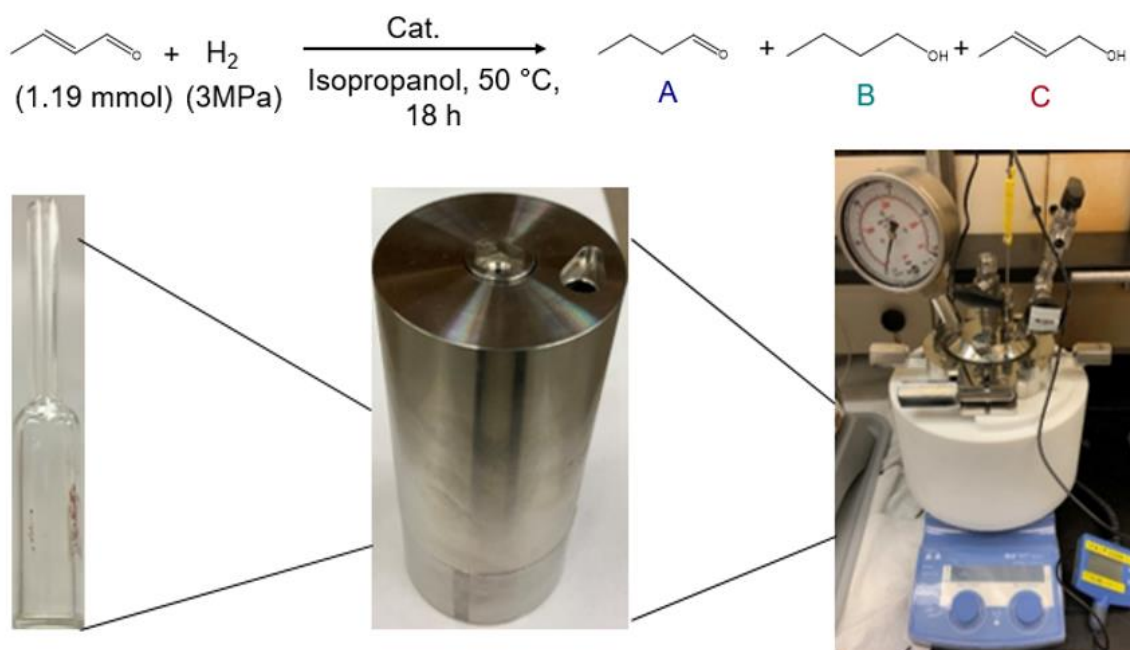 Cat.
O + H2 O + OH + OH
(1.19 mmol) (3MPa) Isopropanol, 50 °C, A B C
18 h